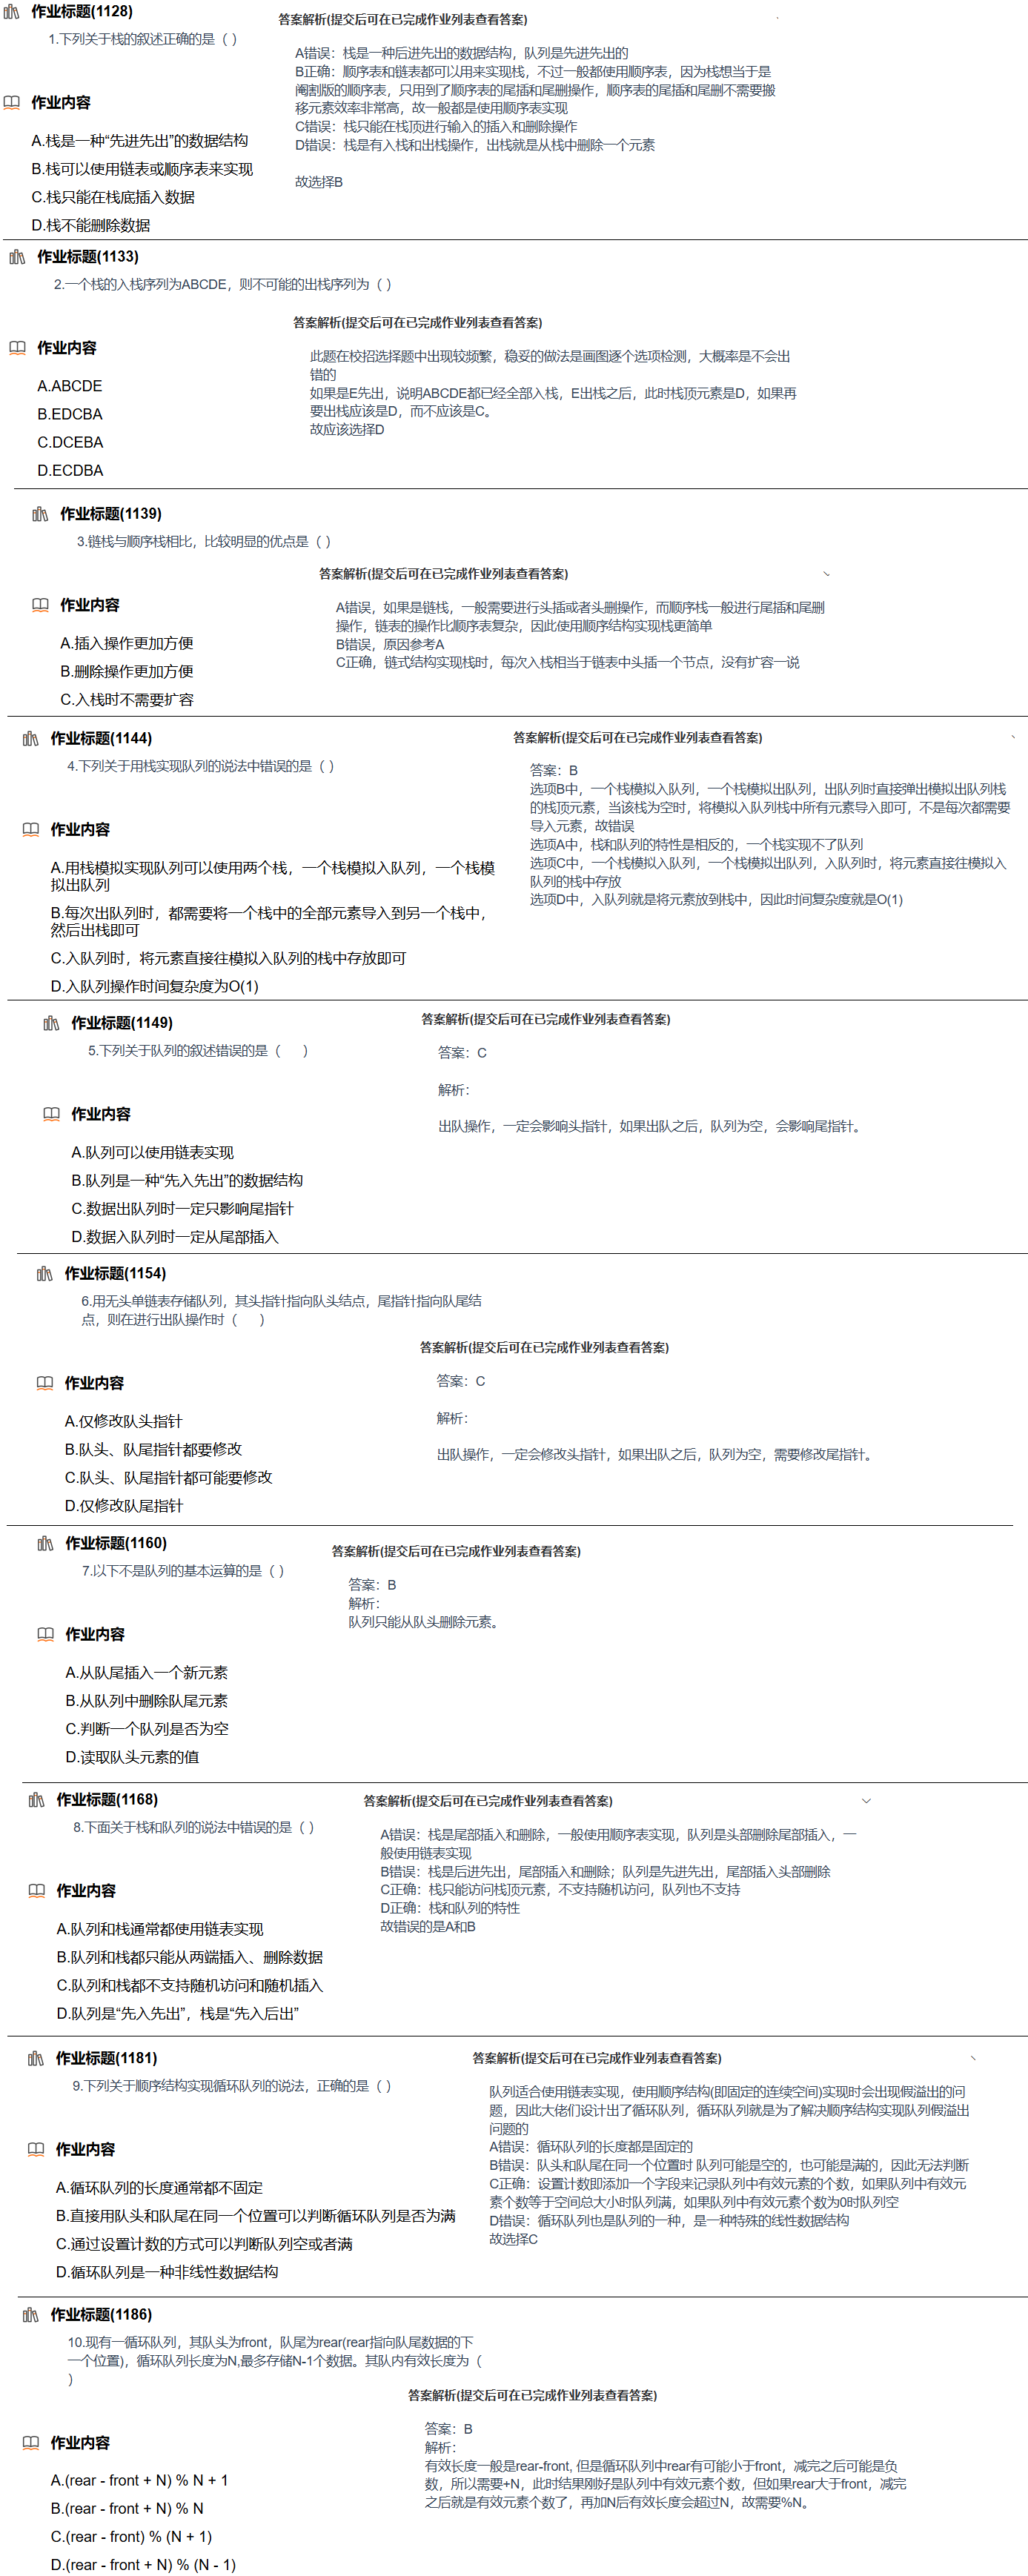 作业标题(1128)
1.下列关于栈的叙述正确的是（ ）
作业内容
A.栈是一种“先进先出”的数据结构
B.栈可以使用链表或顺序表来实现
C.栈只能在栈底插入数据
D.栈不能删除数据
答案解析(提交后可在已完成作业列表查看答案)
A错误：栈是一种后进先出的数据结构，队列是先进先出的
B正确：顺序表和链表都可以用来实现栈，不过一般都使用顺序表，因为栈想当于是
阉割版的顺序表，只用到了顺序表的尾插和尾删操作，顺序表的尾插和尾删不需要搬
移元素效率非常高，故一般都是使用顺序表实现
C错误：栈只能在栈顶进行输入的插入和删除操作
D错误：栈是有入栈和出栈操作，出栈就是从栈中删除一个元素
故选择B
作业标题(1133)
2.一个栈的入栈序列为ABCDE，则不可能的出栈序列为（ ）
作业内容
A.ABCDE
B.EDCBA
C.DCEBA
D.ECDBA
答案解析(提交后可在已完成作业列表查看答案)
此题在校招选择题中出现较频繁，稳妥的做法是画图逐个选项检测，大概率是不会出
错的
如果是E先出，说明ABCDE都已经全部入栈，E出栈之后，此时栈顶元素是D，如果再
要出栈应该是D，而不应该是C。
故应该选择D
作业标题(1139)
3.链栈与顺序栈相比，比较明显的优点是（ ）
作业内容
A.插入操作更加方便
B.删除操作更加方便
C.入栈时不需要扩容
答案解析(提交后可在已完成作业列表查看答案)
A错误，如果是链栈，一般需要进行头插或者头删操作，而顺序栈一般进行尾插和尾删
操作，链表的操作比顺序表复杂，因此使用顺序结构实现栈更简单
B错误，原因参考A
C正确，链式结构实现栈时，每次入栈相当于链表中头插一个节点，没有扩容一说
作业标题(1144)
4.下列关于用栈实现队列的说法中错误的是（ ）
作业内容
A.用栈模拟实现队列可以使用两个栈，一个栈模拟入队列，一个栈模
拟出队列
B.每次出队列时，都需要将一个栈中的全部元素导入到另一个栈中，
然后出栈即可
C.入队列时，将元素直接往模拟入队列的栈中存放即可
D.入队列操作时间复杂度为O(1)
答案解析(提交后可在已完成作业列表查看答案)
答案：B
选项B中，一个栈模拟入队列，一个栈模拟出队列，出队列时直接弹出模拟出队列栈
的栈顶元素，当该栈为空时，将模拟入队列栈中所有元素导入即可，不是每次都需要
导入元素，故错误
选项A中，栈和队列的特性是相反的，一个栈实现不了队列
选项C中，一个栈模拟入队列，一个栈模拟出队列，入队列时，将元素直接往模拟入
队列的栈中存放
选项D中，入队列就是将元素放到栈中，因此时间复杂度就是O(1)
作业标题(1149)
5.下列关于队列的叙述错误的是（ ）
作业内容
A.队列可以使用链表实现
B.队列是一种“先入先出”的数据结构
C.数据出队列时一定只影响尾指针
D.数据入队列时一定从尾部插入
答案解析(提交后可在已完成作业列表查看答案)
答案：C
解析：
出队操作，一定会影响头指针，如果出队之后，队列为空，会影响尾指针。
作业标题(1154)
6.用无头单链表存储队列，其头指针指向队头结点，尾指针指向队尾结
点，则在进行出队操作时（ ）
作业内容
A.仅修改队头指针
B.队头、队尾指针都要修改
C.队头、队尾指针都可能要修改
D.仅修改队尾指针
答案解析(提交后可在已完成作业列表查看答案)
答案：C
解析：
出队操作，一定会修改头指针，如果出队之后，队列为空，需要修改尾指针。
作业标题(1160)
7.以下不是队列的基本运算的是（ ）
作业内容
A.从队尾插入一个新元素
B.从队列中删除队尾元素
C.判断一个队列是否为空
D.读取队头元素的值
答案解析(提交后可在已完成作业列表查看答案)
答案：B
解析：
队列只能从队头删除元素。
作业标题(1168)
8.下面关于栈和队列的说法中错误的是（ ）
作业内容
A.队列和栈通常都使用链表实现
B.队列和栈都只能从两端插入、删除数据
C.队列和栈都不支持随机访问和随机插入
D.队列是“先入先出”，栈是“先入后出”
答案解析(提交后可在已完成作业列表查看答案)
A错误：栈是尾部插入和删除，一般使用顺序表实现，队列是头部删除尾部插入，一
般使用链表实现
B错误：栈是后进先出，尾部插入和删除；队列是先进先出，尾部插入头部删除
C正确：栈只能访问栈顶元素，不支持随机访问，队列也不支持
D正确：栈和队列的特性
故错误的是A和B
作业标题(1181)
9.下列关于顺序结构实现循环队列的说法，正确的是（ ）
作业内容
A.循环队列的长度通常都不固定
B.直接用队头和队尾在同一个位置可以判断循环队列是否为满
C.通过设置计数的方式可以判断队列空或者满
D.循环队列是一种非线性数据结构
答案解析(提交后可在已完成作业列表查看答案)
队列适合使用链表实现，使用顺序结构(即固定的连续空间)实现时会出现假溢出的问
题，因此大佬们设计出了循环队列，循环队列就是为了解决顺序结构实现队列假溢出
问题的
A错误：循环队列的长度都是固定的
B错误：队头和队尾在同一个位置时 队列可能是空的，也可能是满的，因此无法判断
C正确：设置计数即添加一个字段来记录队列中有效元素的个数，如果队列中有效元
素个数等于空间总大小时队列满，如果队列中有效元素个数为0时队列空
D错误：循环队列也是队列的一种，是一种特殊的线性数据结构
故选择C
作业标题(1186)
10.现有一循环队列，其队头为front，队尾为rear(rear指向队尾数据的下
一个位置)，循环队列长度为N,最多存储N-1个数据。其队内有效长度为（
）
作业内容
A.(rear - front + N) % N + 1
B.(rear - front + N) % N
C.(rear - front) % (N + 1)
D.(rear - front + N) % (N - 1)
答案解析(提交后可在已完成作业列表查看答案)
答案：B
解析：
有效长度一般是rear-front, 但是循环队列中rear有可能小于front，减完之后可能是负
数，所以需要+N，此时结果刚好是队列中有效元素个数，但如果rear大于front，减完
之后就是有效元素个数了，再加N后有效长度会超过N，故需要%N。